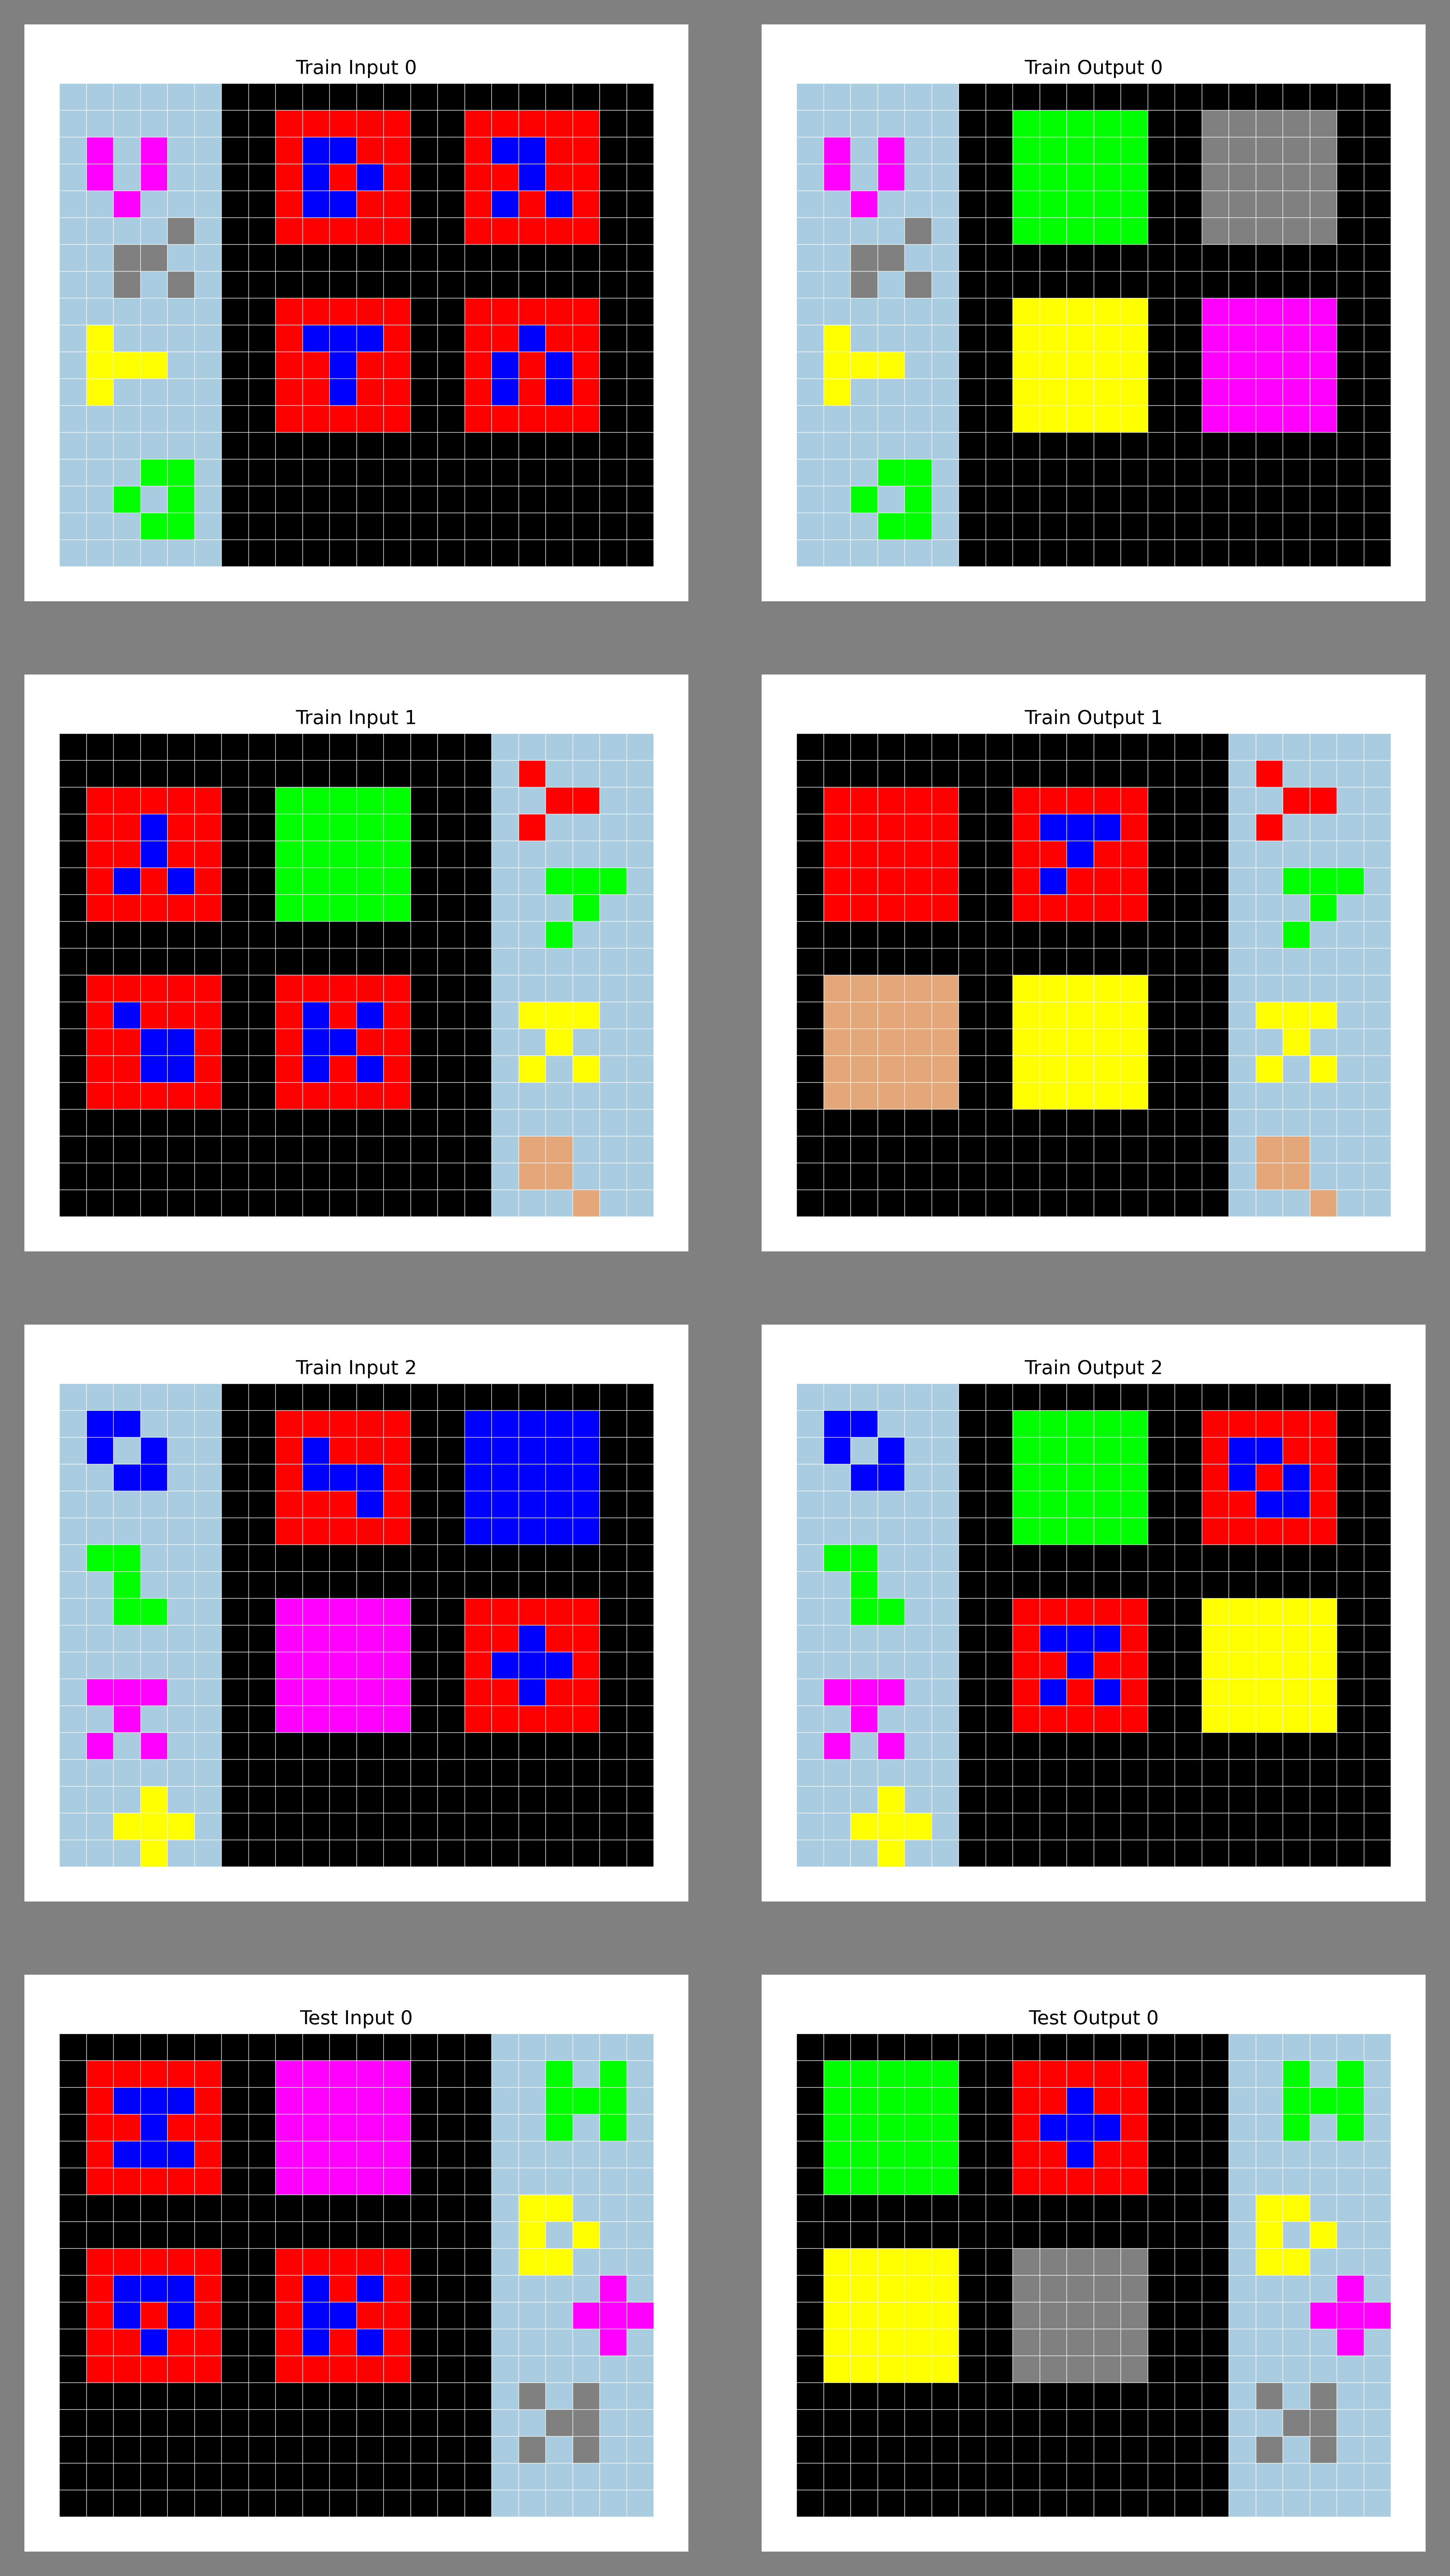 Train Input 0
Train Output 0
Train Input 1
Train Output 1
Train Input 2
Train Output 2
Test Input 0
Test Output 0